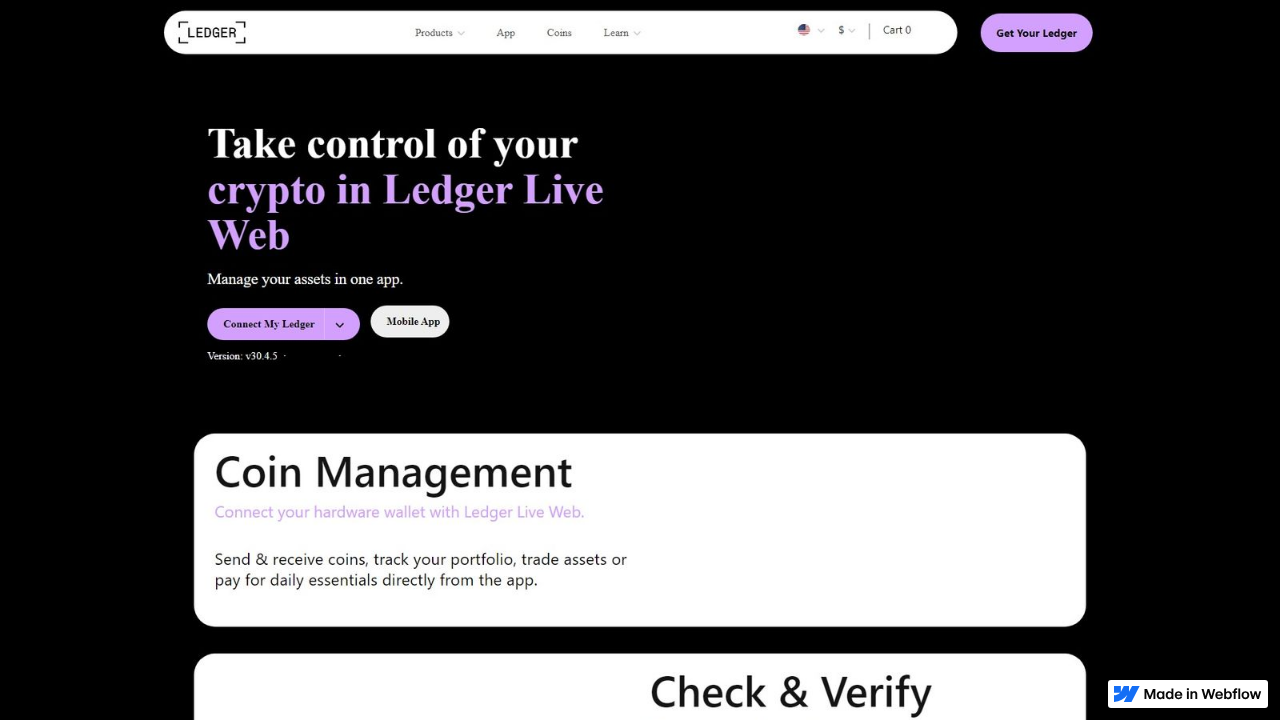 LEDGER
Products
App
Coins
Learn
$
Cart 0
Get Your Ledger
Take control of your
crypto in Ledger Live
Web
Manage your assets in one app.
Connect My Ledger
Mobile App
Version: v30.4.5 · ·
Coin Management
Connect your hardware wallet with Ledger Live Web.
Send & receive coins, track your portfolio, trade assets or
pay for daily essentials directly from the app.
Check & Verify
Made in Webflow